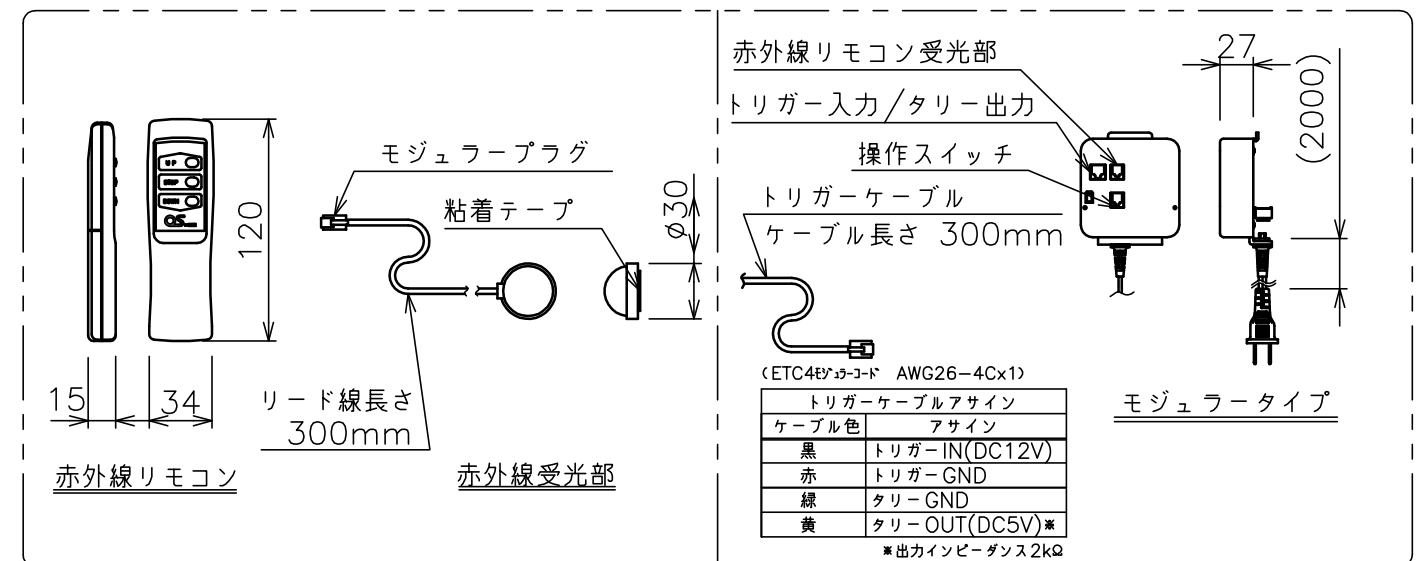 UP
STOP
DOWN
OS
120
15
34
赤外線リモコン
モジュラープラグ
粘着テープ
ø30
リード線長さ
300mm
赤外線受光部
赤外線リモコン受光部
トリガー入力/タリー出力
操作スイッチ
トリガーケーブル
ケーブル長さ 300mm
(ETC4ﾓｼﾞｭﾗｰｺｰﾄﾞ AWG26-4Cx1)
トリガーケーブルアサイン
ケーブル色 アサイン
黒 トリガーIN(DC12V)
赤 トリガーGND
緑 タリーGND
黄 タリーOUT(DC5V)※
※出力インピーダンス2kΩ
27
(2000)
モジュラータイプ